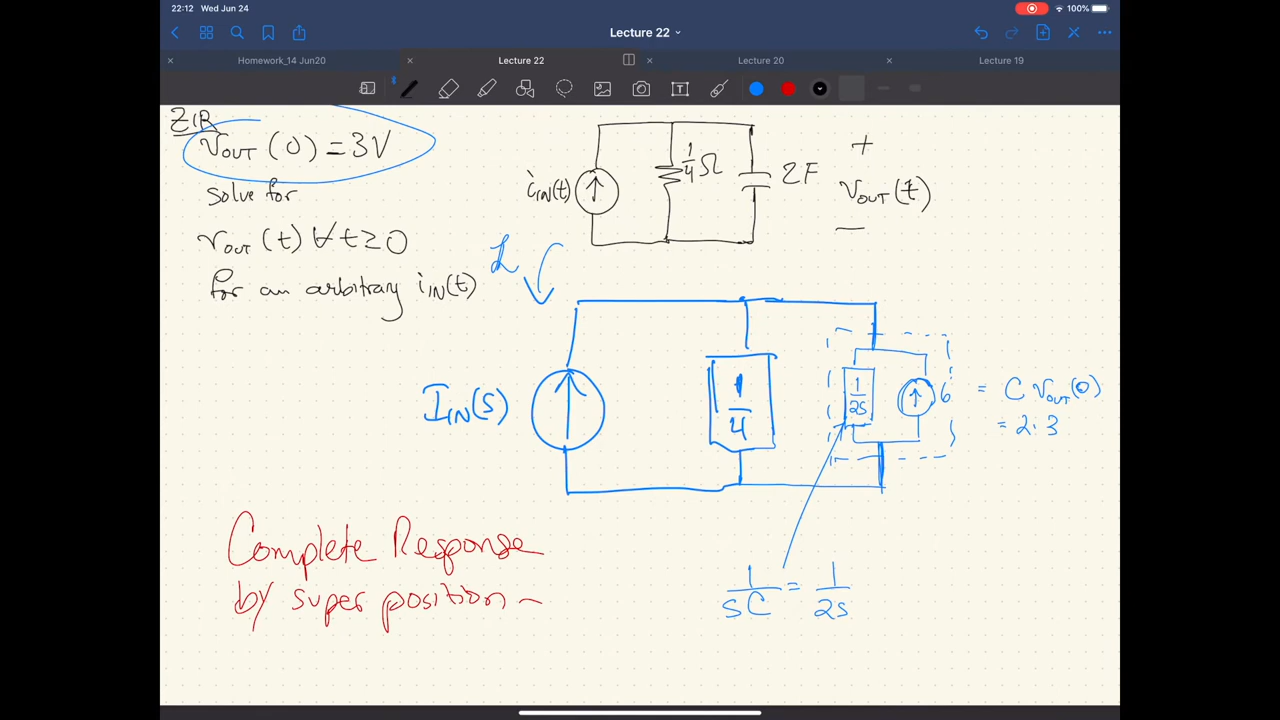 22:12 Wed Jun 24
100%
Lecture 22
Homework_14 Jun20
Lecture 22
Lecture 20
Lecture 19
ZIR
VOUT (0) = 3V
solve for
VOUT (t) ∀ t ≥ 0
for an arbitrary iIN(t)
iIN(t)
1/4 Ω
2F
+
VOUT(t)
—
L
IIN(s)
1/4
1/2s
6
= C VOUT(0)
= 2·3
Complete Response
by super position –
1/sC = 1/2s